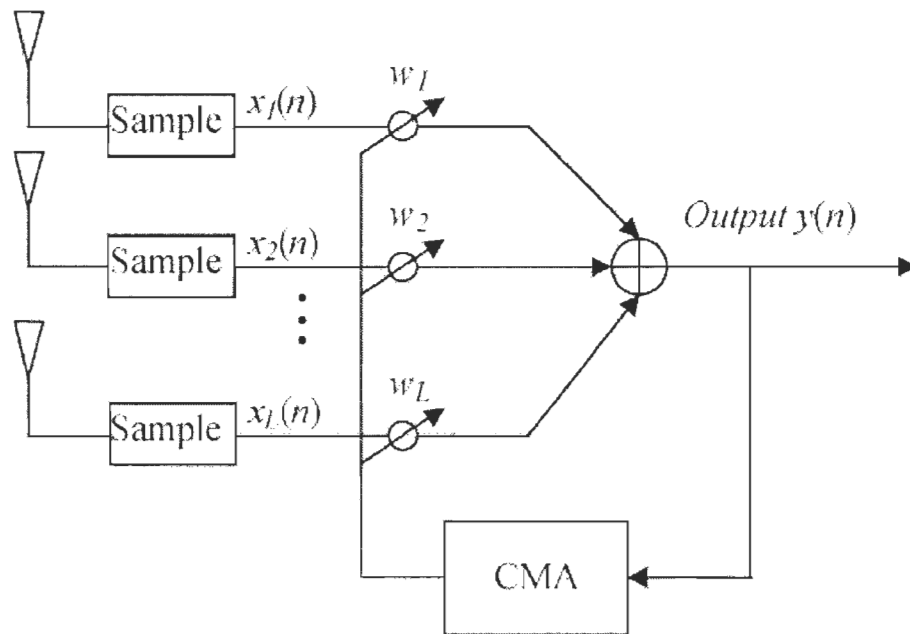 w1
Sample
x1(n)
w2
Output y(n)
Sample
x2(n)
wL
Sample
xL(n)
CMA